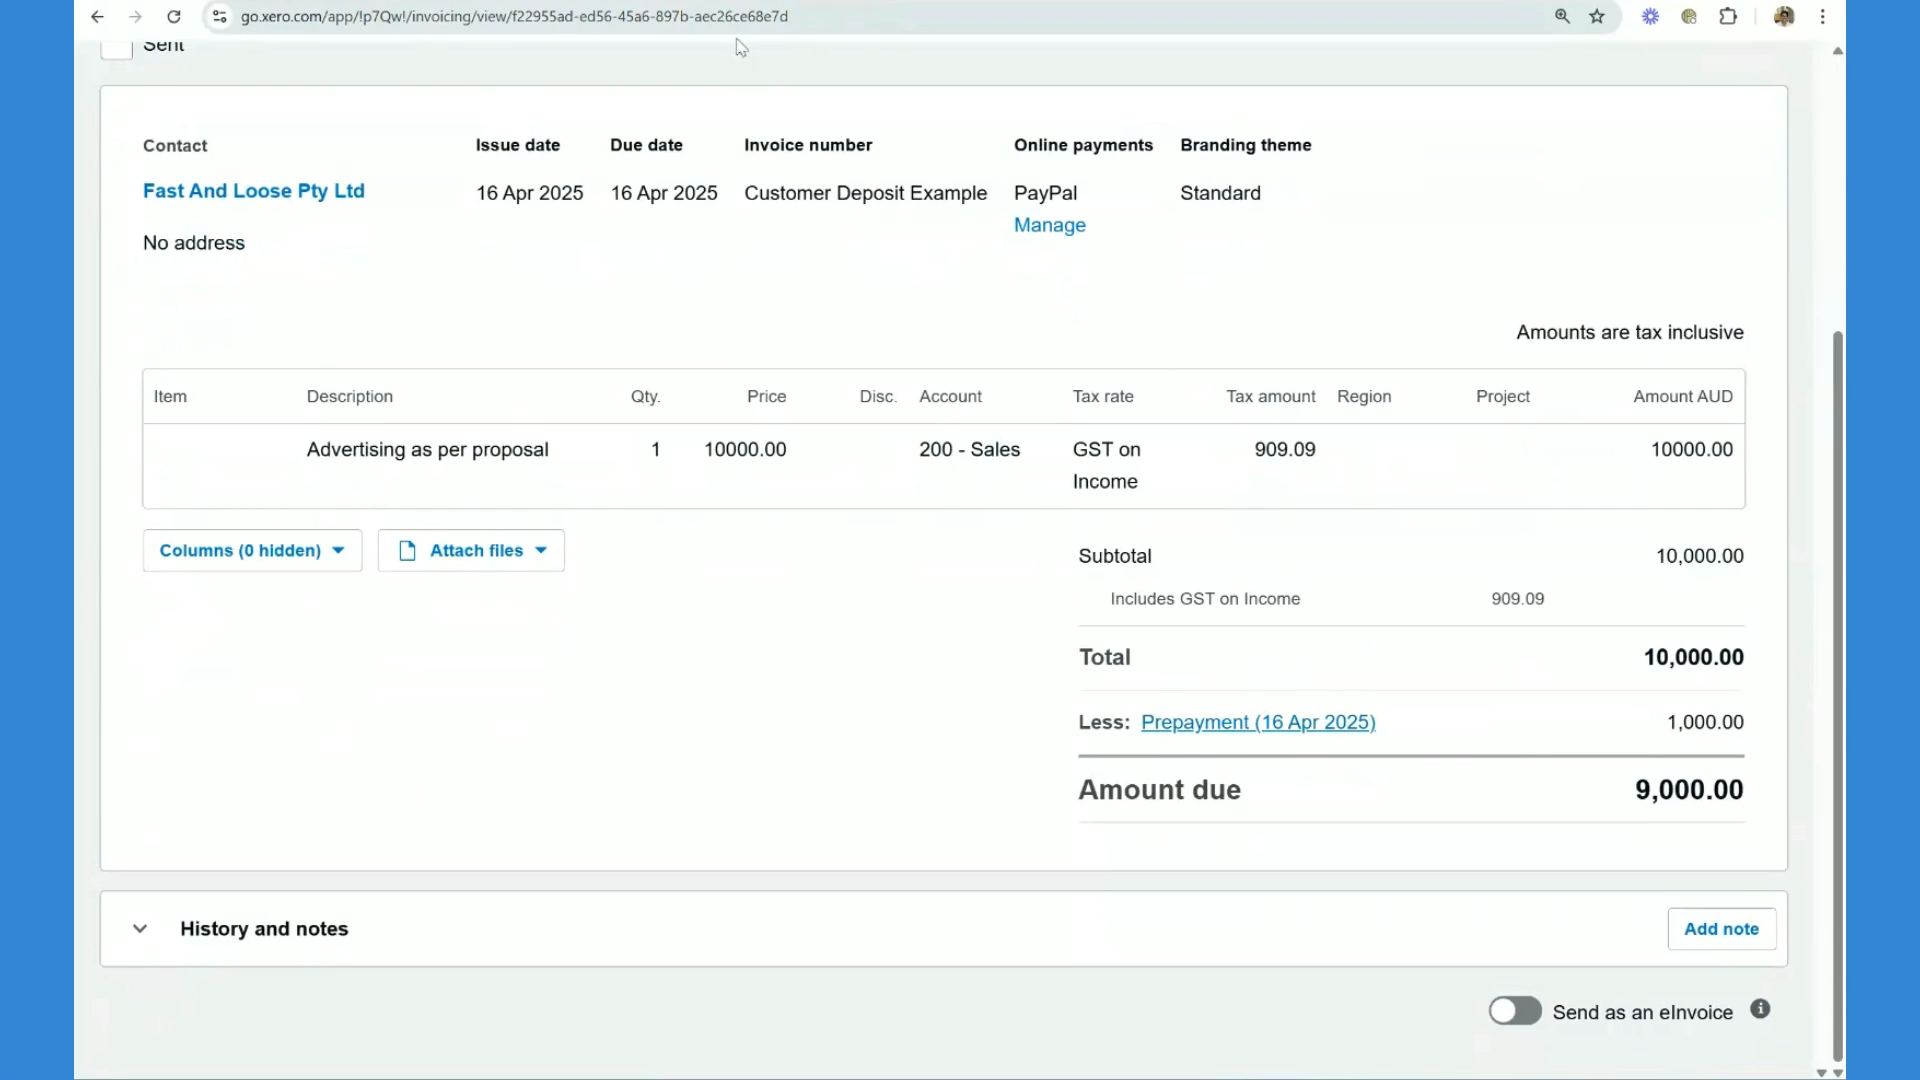 go.xero.com/app/!p7Qw!/invoicing/view/f22955ad-ed56-45a6-897b-aec26ce68e7d
Sent
Contact Issue date Due date Invoice number Online payments Branding theme
Fast And Loose Pty Ltd 16 Apr 2025 16 Apr 2025 Customer Deposit Example PayPal Standard
Manage
No address
Amounts are tax inclusive
Item Description Qty. Price Disc. Account Tax rate Tax amount Region Project Amount AUD
Advertising as per proposal 1 10000.00 200 - Sales GST on 909.09 10000.00
Income
Columns (0 hidden) Attach files
Subtotal 10,000.00
Includes GST on Income 909.09
Total 10,000.00
Less: Prepayment (16 Apr 2025) 1,000.00
Amount due 9,000.00
History and notes Add note
Send as an eInvoice